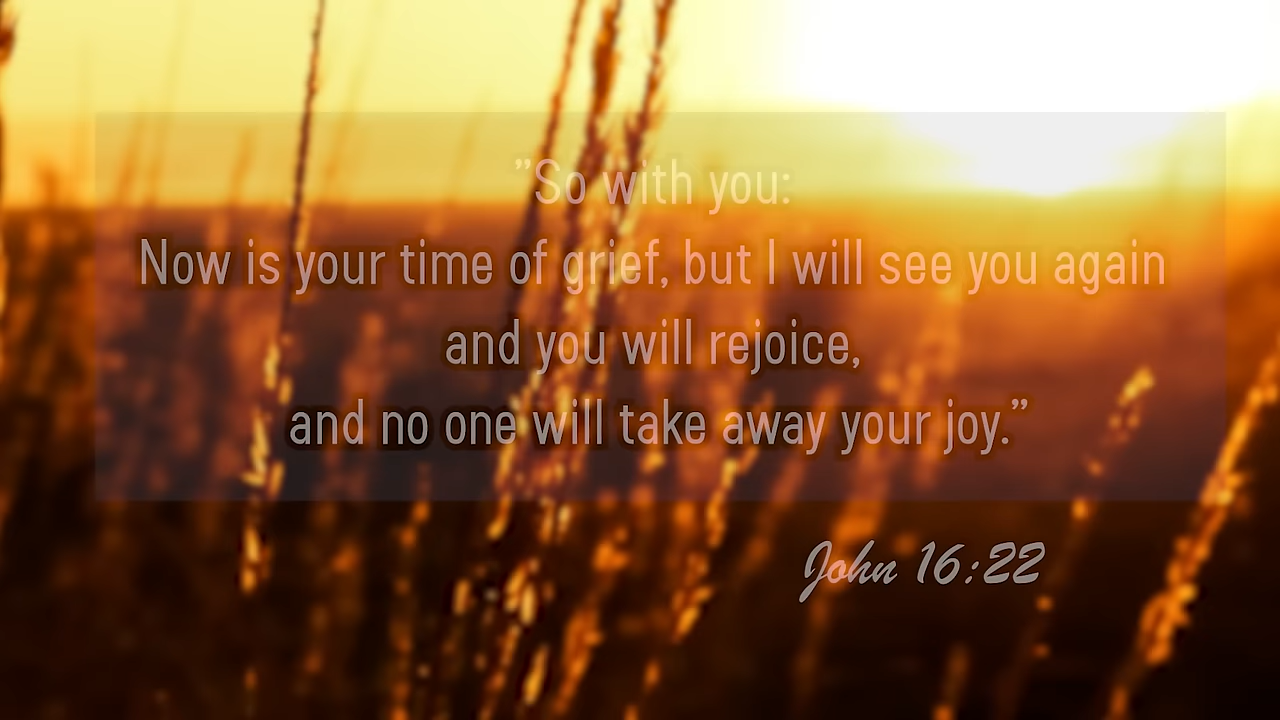 ”So with you:
Now is your time of grief, but I will see you again
and you will rejoice,
and no one will take away your joy.”
John 16:22